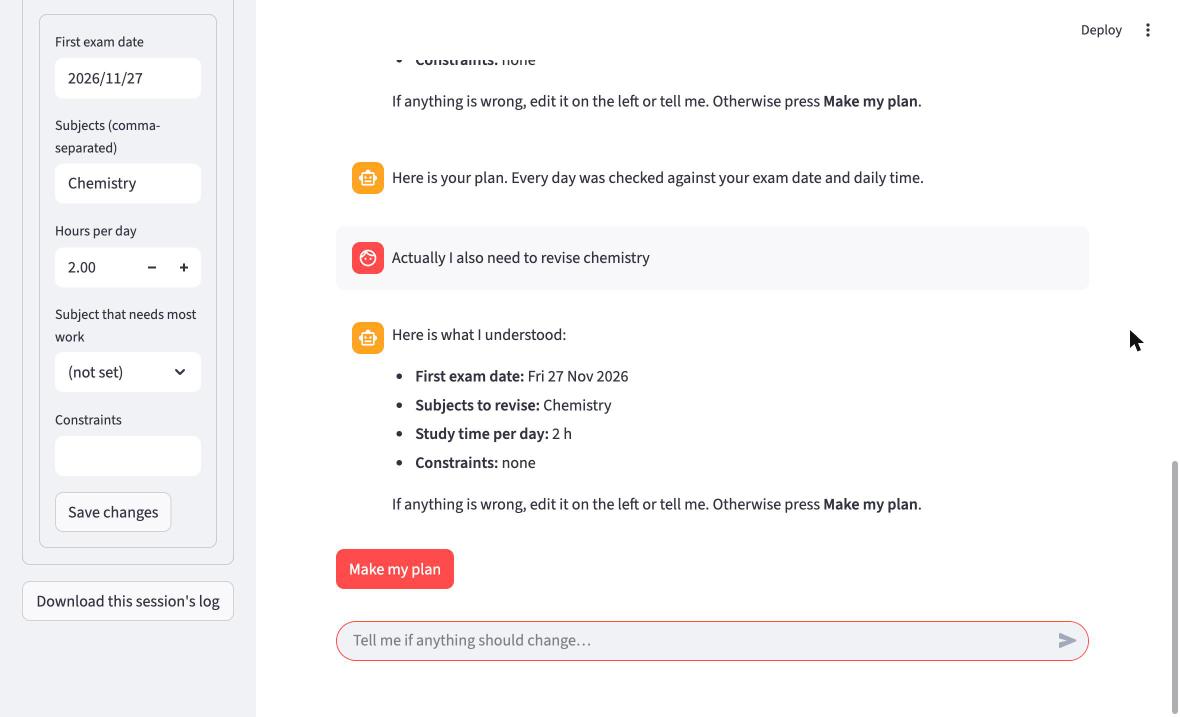 First exam date
2026/11/27
Subjects (comma-
separated)
Chemistry
Hours per day
2.00
Subject that needs most
work
(not set)
Constraints
Save changes
Download this session's log
Deploy
Constraints: none
If anything is wrong, edit it on the left or tell me. Otherwise press Make my plan.
Here is your plan. Every day was checked against your exam date and daily time.
Actually I also need to revise chemistry
Here is what I understood:
First exam date: Fri 27 Nov 2026
Subjects to revise: Chemistry
Study time per day: 2 h
Constraints: none
If anything is wrong, edit it on the left or tell me. Otherwise press Make my plan.
Make my plan
Tell me if anything should change…